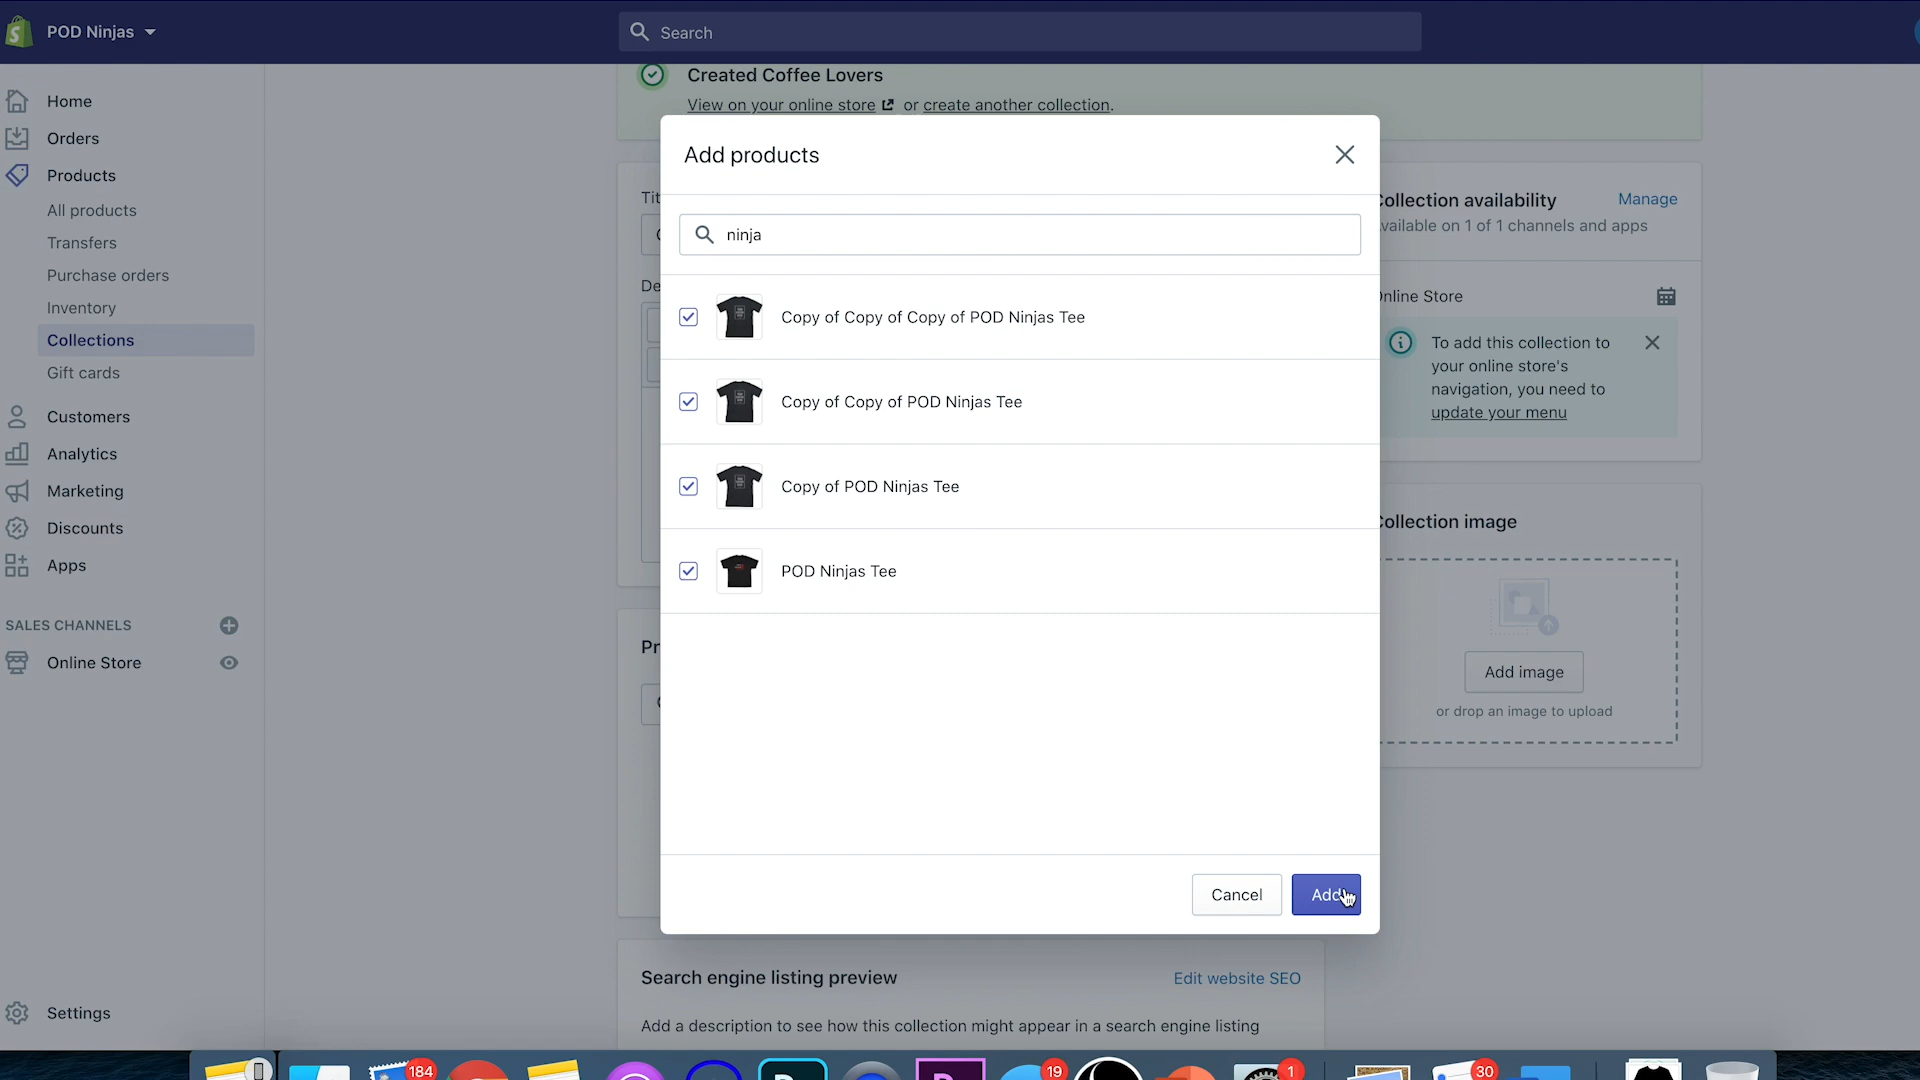 POD Ninjas
Search
Home
Orders
Products
All products
Transfers
Purchase orders
Inventory
Collections
Gift cards
Customers
Analytics
Marketing
Discounts
Apps
SALES CHANNELS
Online Store
Settings
Created Coffee Lovers
View on your online store or create another collection.
Add products
ninja
Copy of Copy of Copy of POD Ninjas Tee
Copy of Copy of POD Ninjas Tee
Copy of POD Ninjas Tee
POD Ninjas Tee
Cancel
Add
Tit
De
Pr
ollection availability
Manage
vailable on 1 of 1 channels and apps
nline Store
To add this collection to
your online store's
navigation, you need to
update your menu
ollection image
Add image
or drop an image to upload
Search engine listing preview
Edit website SEO
Add a description to see how this collection might appear in a search engine listing
184
19
1
30